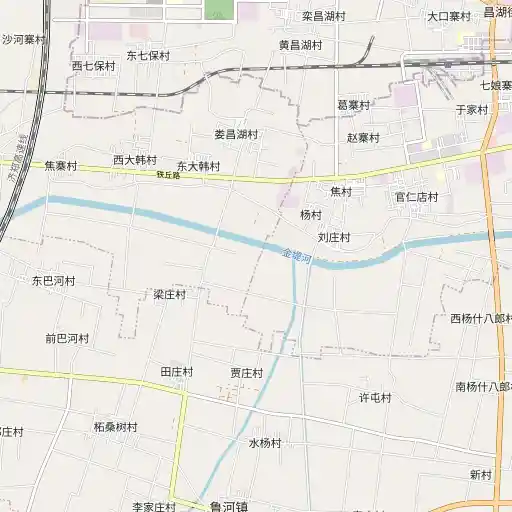 栾昌湖村
大口寨村
昌湖街
沙河寨村
黄昌湖村
东七保村
西七保村
七娘寨
葛寨村
于家村
娄昌湖村
赵寨村
西大韩村
东大韩村
焦寨村
铁丘路
焦村
官仁店村
杨村
刘庄村
金堤河
东巴河村
梁庄村
西杨什八郎村
前巴河村
田庄村
贾庄村
南杨什八郎
许屯村
柘桑树村
庄村
水杨村
新村
李家庄村
鲁河镇